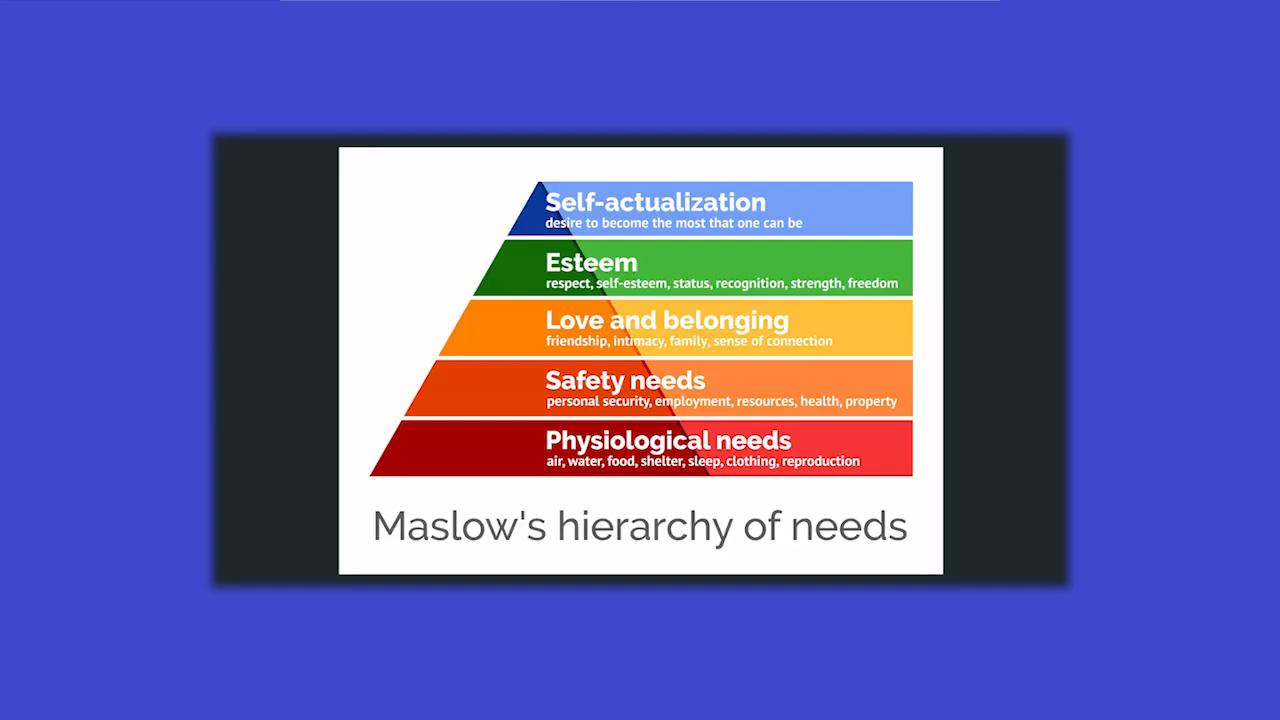 Self-actualization
desire to become the most that one can be
Esteem
respect, self-esteem, status, recognition, strength, freedom
Love and belonging
friendship, intimacy, family, sense of connection
Safety needs
personal security, employment, resources, health, property
Physiological needs
air, water, food, shelter, sleep, clothing, reproduction
Maslow's hierarchy of needs